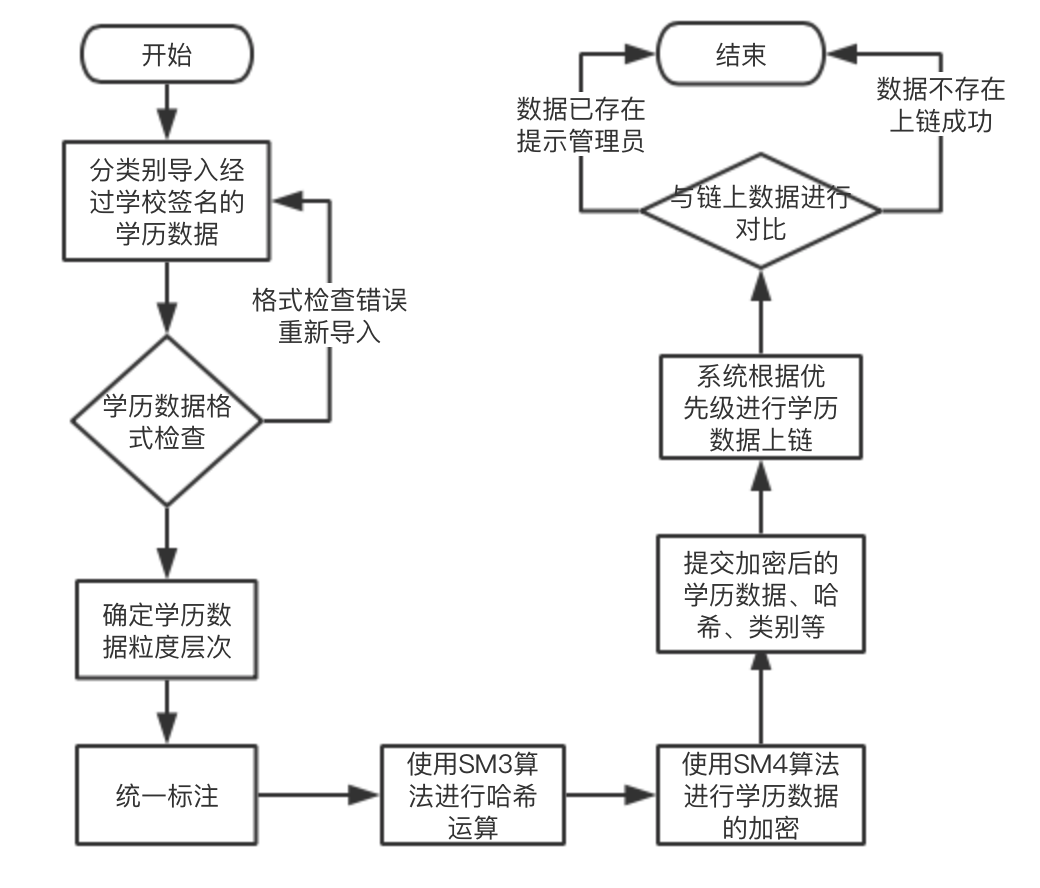 开始
分类别导入经
过学校签名的
学历数据
格式检查错误
重新导入
学历数据格
式检查
确定学历数
据粒度层次
统一标注
使用SM3算
法进行哈希
运算
使用SM4算法
进行学历数据
的加密
提交加密后的
学历数据、哈
希、类别等
系统根据优
先级进行学历
数据上链
与链上数据进行
对比
数据已存在
提示管理员
数据不存在
上链成功
结束